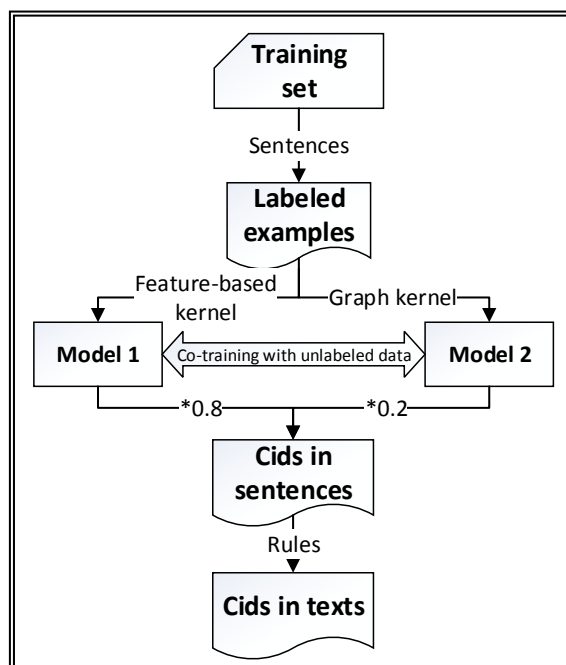 Training
set
Sentences
Labeled
examples
Feature-based
kernel
Graph kernel
Model 1
Co-training with unlabeled data
Model 2
*0.8
*0.2
Cids in
sentences
Rules
Cids in texts